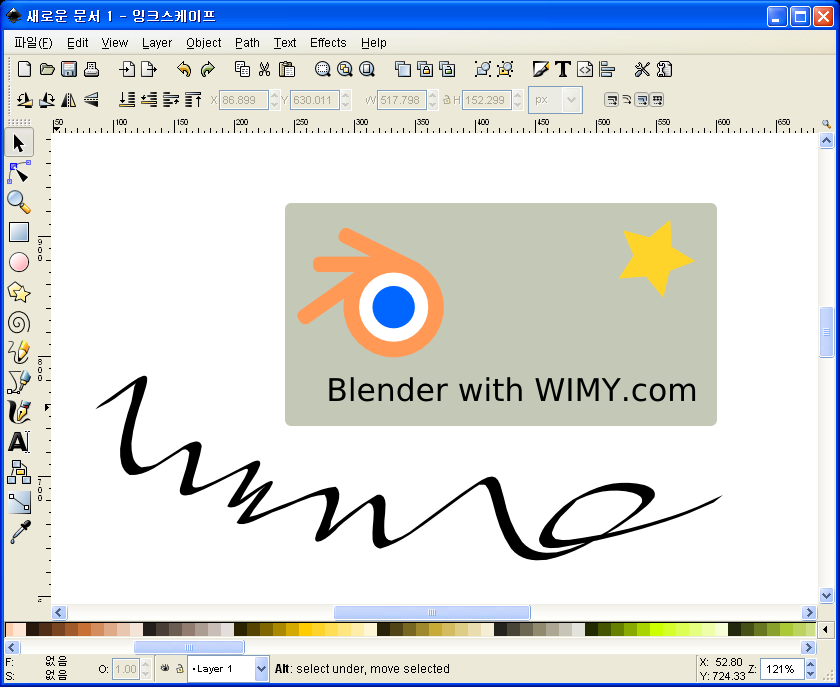 새로운 문서 1 - 잉크스케이프
파일(F) Edit View Layer Object Path Text Effects Help
X 86.899 Y 630.011 W 517.798 H 152.299 px
50 100 150 200 250 300 350 400 450 500 550 600 650
900
800
700
Blender with WIMY.com
F: 없음
S: 없음
O: 1.00
•Layer 1
Alt: select under, move selected
X: 52.80
Y: 724.33
Z: 121%